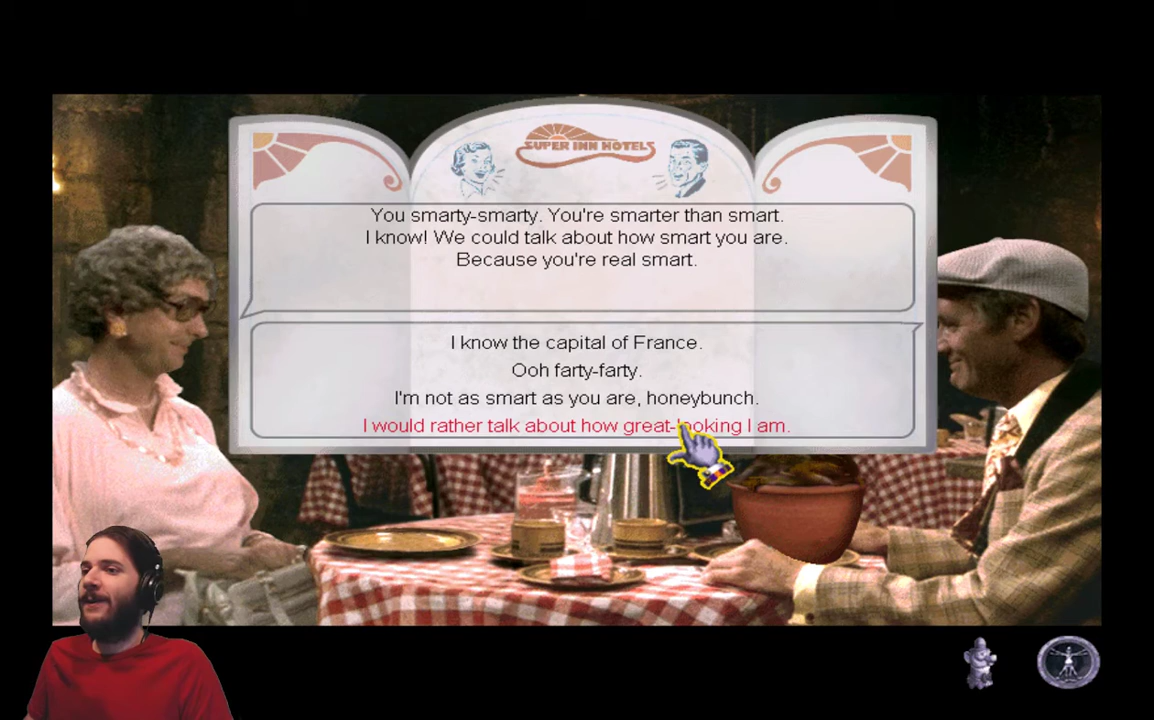 SUPER INN HOTELS
You smarty-smarty. You're smarter than smart.
I know! We could talk about how smart you are.
Because you're real smart.
I know the capital of France.
Ooh farty-farty.
I'm not as smart as you are, honeybunch.
I would rather talk about how great-looking I am.